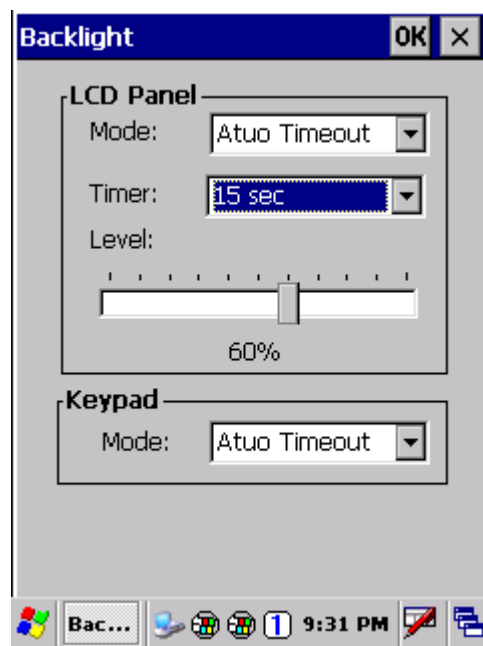 Backlight OK ×
LCD Panel
Mode: Atuo Timeout
Timer: 15 sec
Level:
60%
Keypad
Mode: Atuo Timeout
Bac... 1 9:31 PM